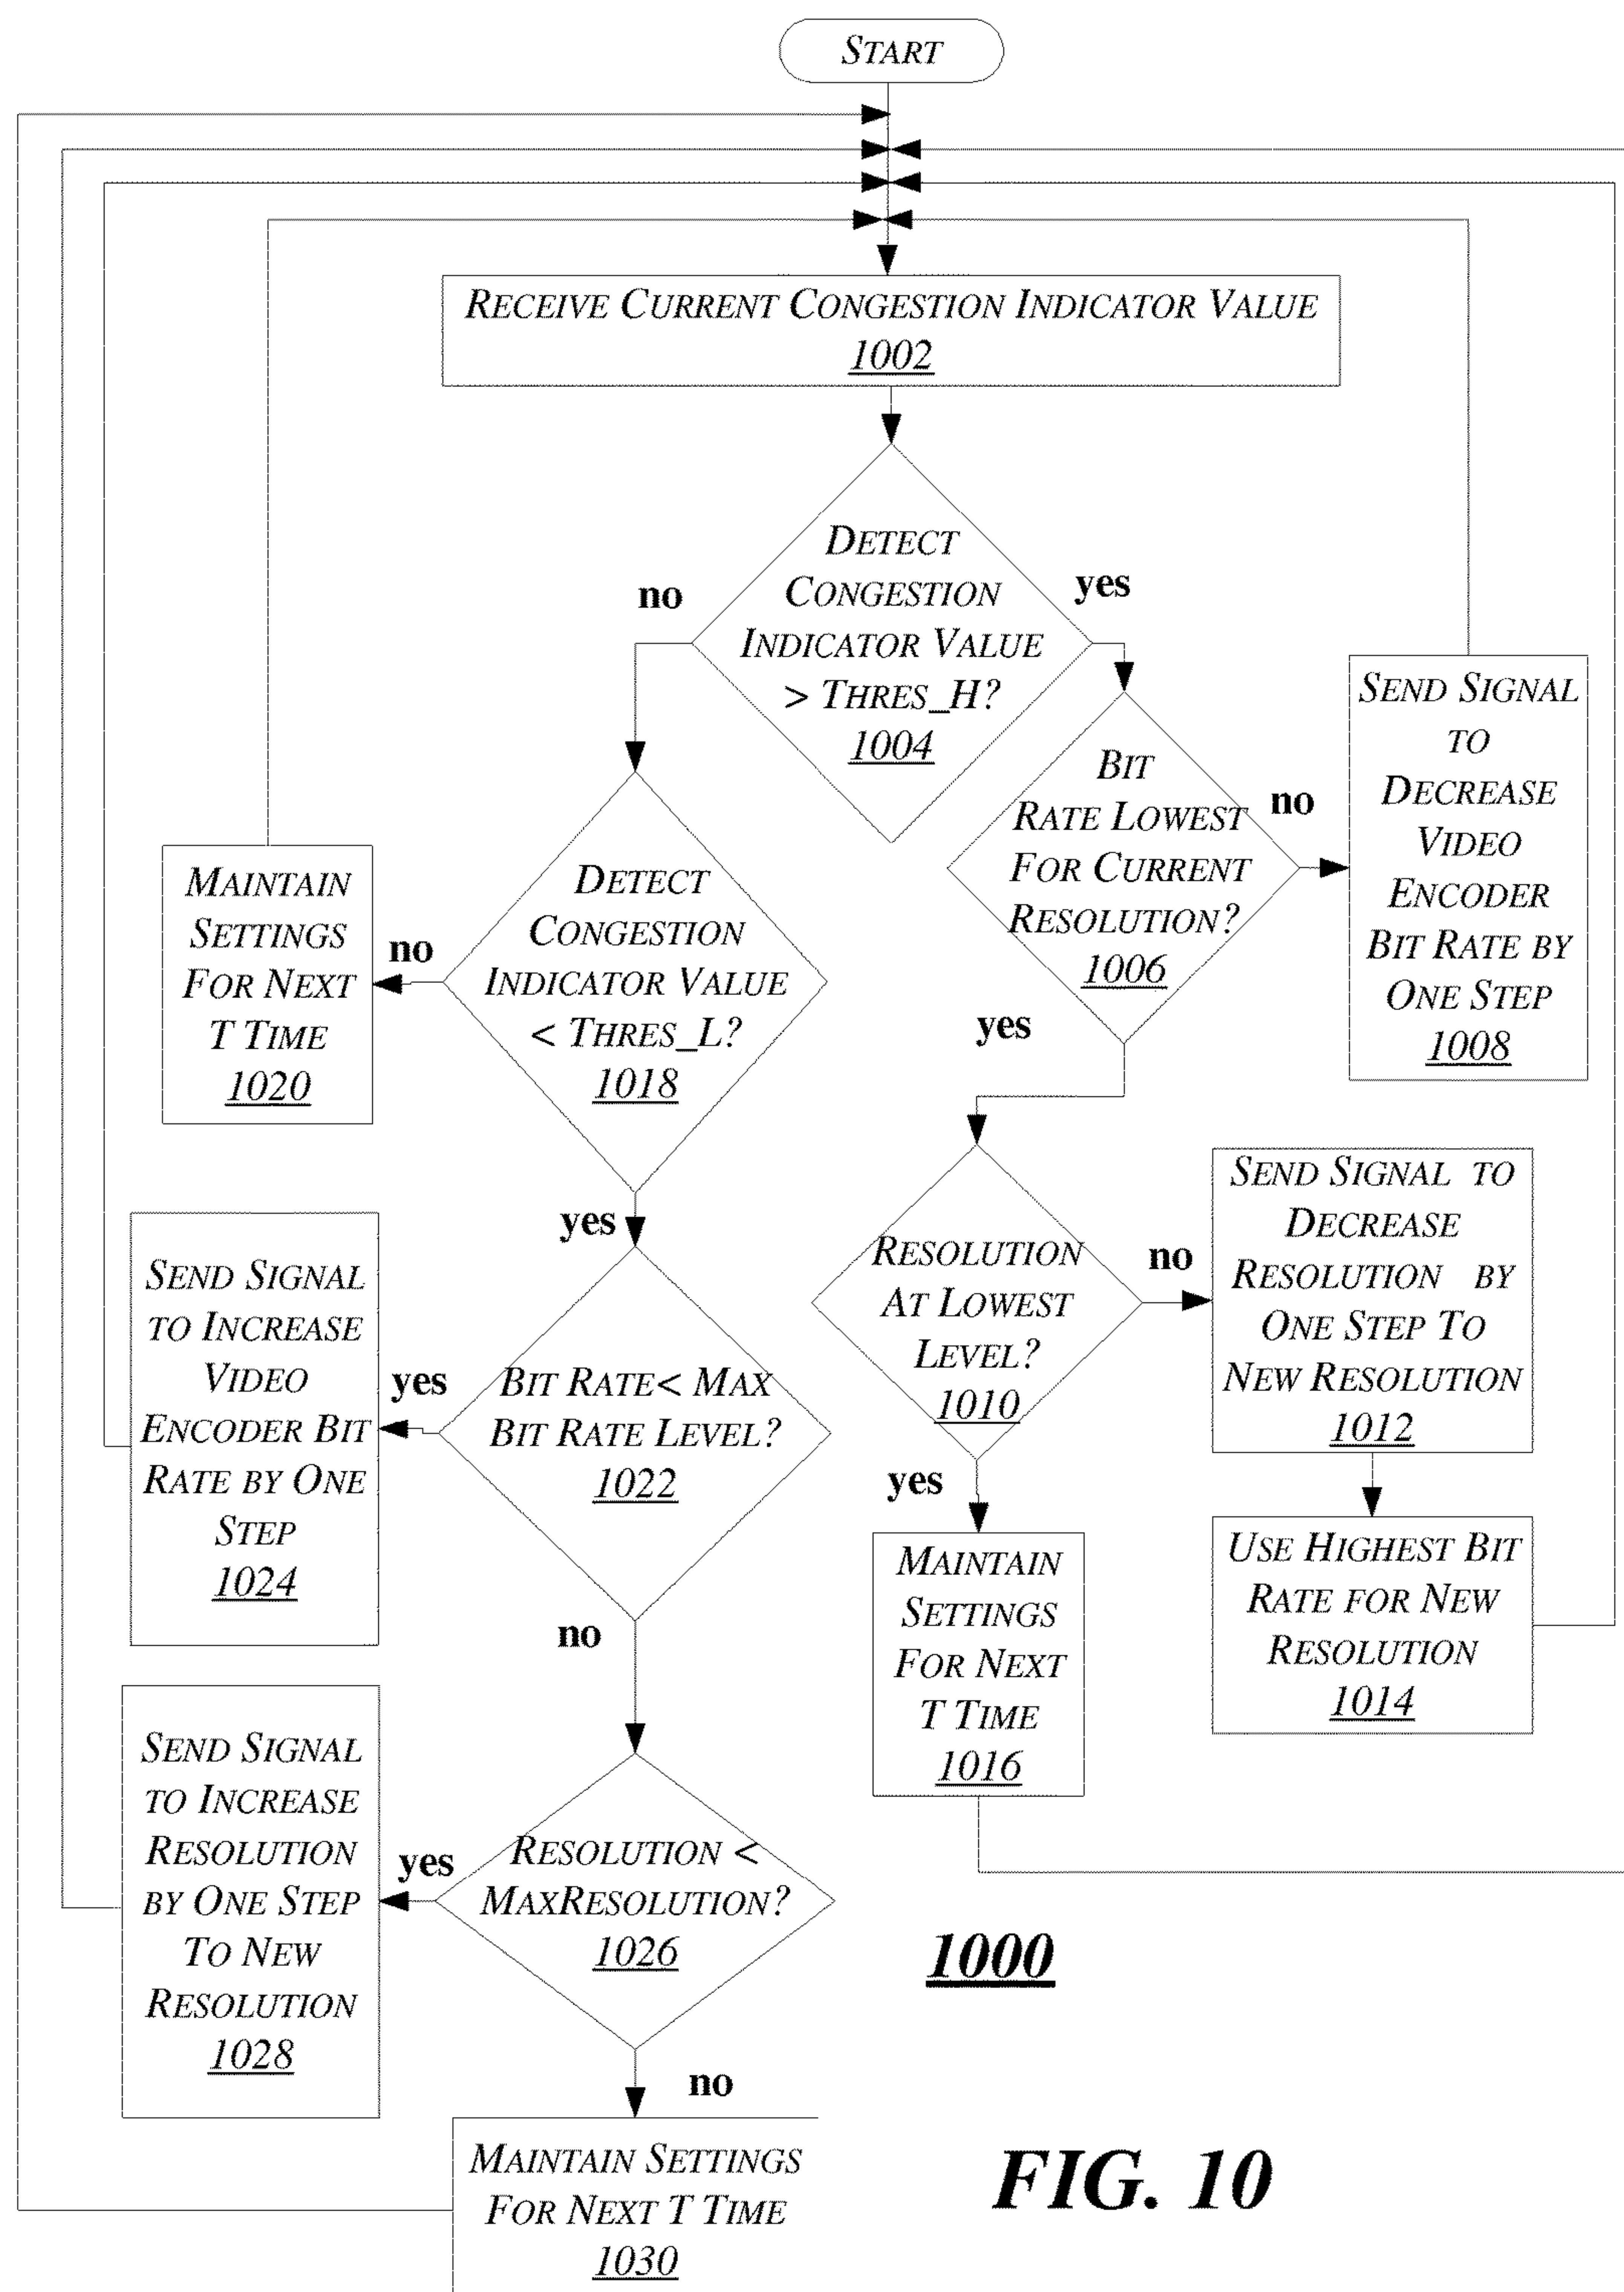 START
RECEIVE CURRENT CONGESTION INDICATOR VALUE
1002
DETECT
CONGESTION
INDICATOR VALUE
> THRES_H?
1004
no
yes
BIT
RATE LOWEST
FOR CURRENT
RESOLUTION?
1006
no
yes
SEND SIGNAL
TO
DECREASE
VIDEO
ENCODER
BIT RATE BY
ONE STEP
1008
DETECT
CONGESTION
INDICATOR VALUE
< THRES_L?
1018
no
yes
MAINTAIN
SETTINGS
FOR NEXT
T TIME
1020
RESOLUTION
AT LOWEST
LEVEL?
1010
no
yes
SEND SIGNAL TO
DECREASE
RESOLUTION BY
ONE STEP TO
NEW RESOLUTION
1012
USE HIGHEST BIT
RATE FOR NEW
RESOLUTION
1014
MAINTAIN
SETTINGS
FOR NEXT
T TIME
1016
BIT RATE< MAX
BIT RATE LEVEL?
1022
yes
no
SEND SIGNAL
TO INCREASE
VIDEO
ENCODER BIT
RATE BY ONE
STEP
1024
RESOLUTION <
MAXRESOLUTION?
1026
yes
no
SEND SIGNAL
TO INCREASE
RESOLUTION
BY ONE STEP
TO NEW
RESOLUTION
1028
MAINTAIN SETTINGS
FOR NEXT T TIME
1030
1000
FIG. 10